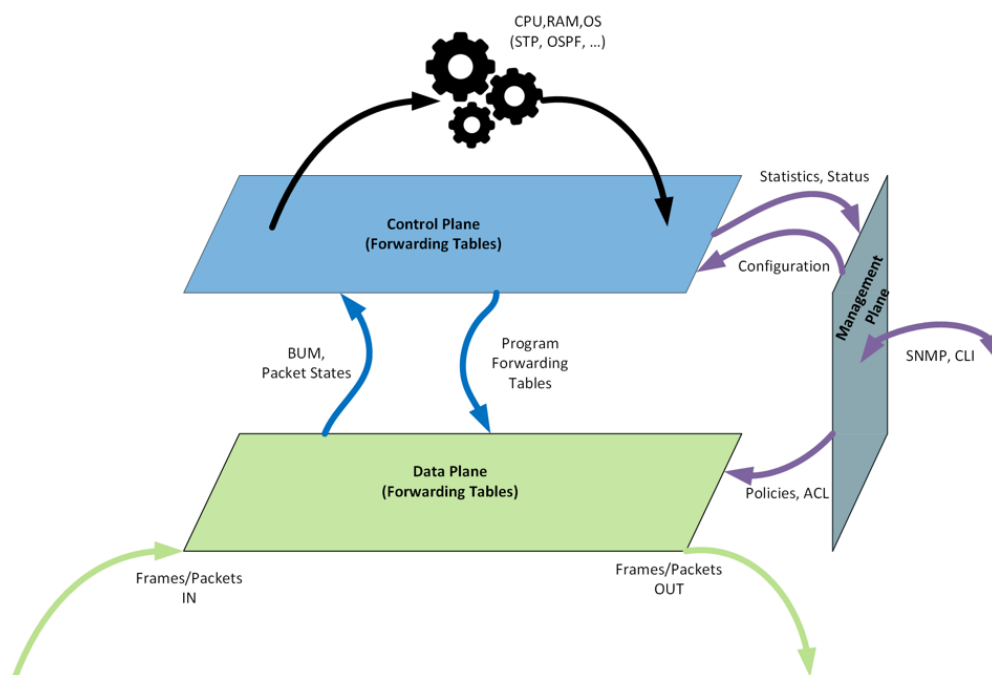 CPU,RAM,OS
(STP, OSPF, ...)
Statistics, Status
Control Plane
(Forwarding Tables)
Configuration
Management
Plane
BUM,
Packet States
Program
Forwarding
Tables
SNMP, CLI
Data Plane
(Forwarding Tables)
Policies, ACL
Frames/Packets
IN
Frames/Packets
OUT